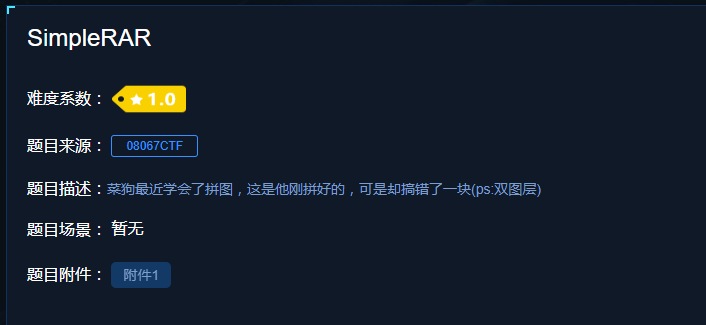 SimpleRAR
难度系数： 1.0
题目来源： 08067CTF
题目描述：菜狗最近学会了拼图，这是他刚拼好的，可是却搞错了一块(ps:双图层)
题目场景： 暂无
题目附件： 附件1